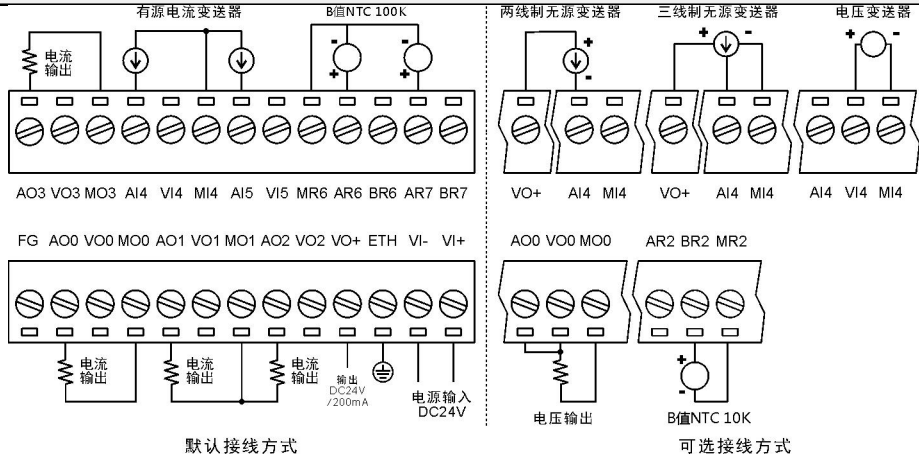 有源电流变送器 B值NTC 100K 两线制无源变送器 三线制无源变送器 电压变送器
电流
输出
- - + - + - + -
+ +
AO3 VO3 MO3 AI4 VI4 MI4 AI5 VI5 MR6 AR6 BR6 AR7 BR7 VO+ AI4 MI4 VO+ AI4 MI4 AI4 VI4 MI4
FG AO0 VO0 MO0 AO1 VO1 MO1 AO2 VO2 VO+ ETH VI- VI+ AO0 VO0 MO0 AR2 BR2 MR2
电流
输出
电流
输出
电流
输出
输出
DC24V
/200mA
电源输入
DC24V
电压输出
+
-
B值NTC 10K
默认接线方式 可选接线方式